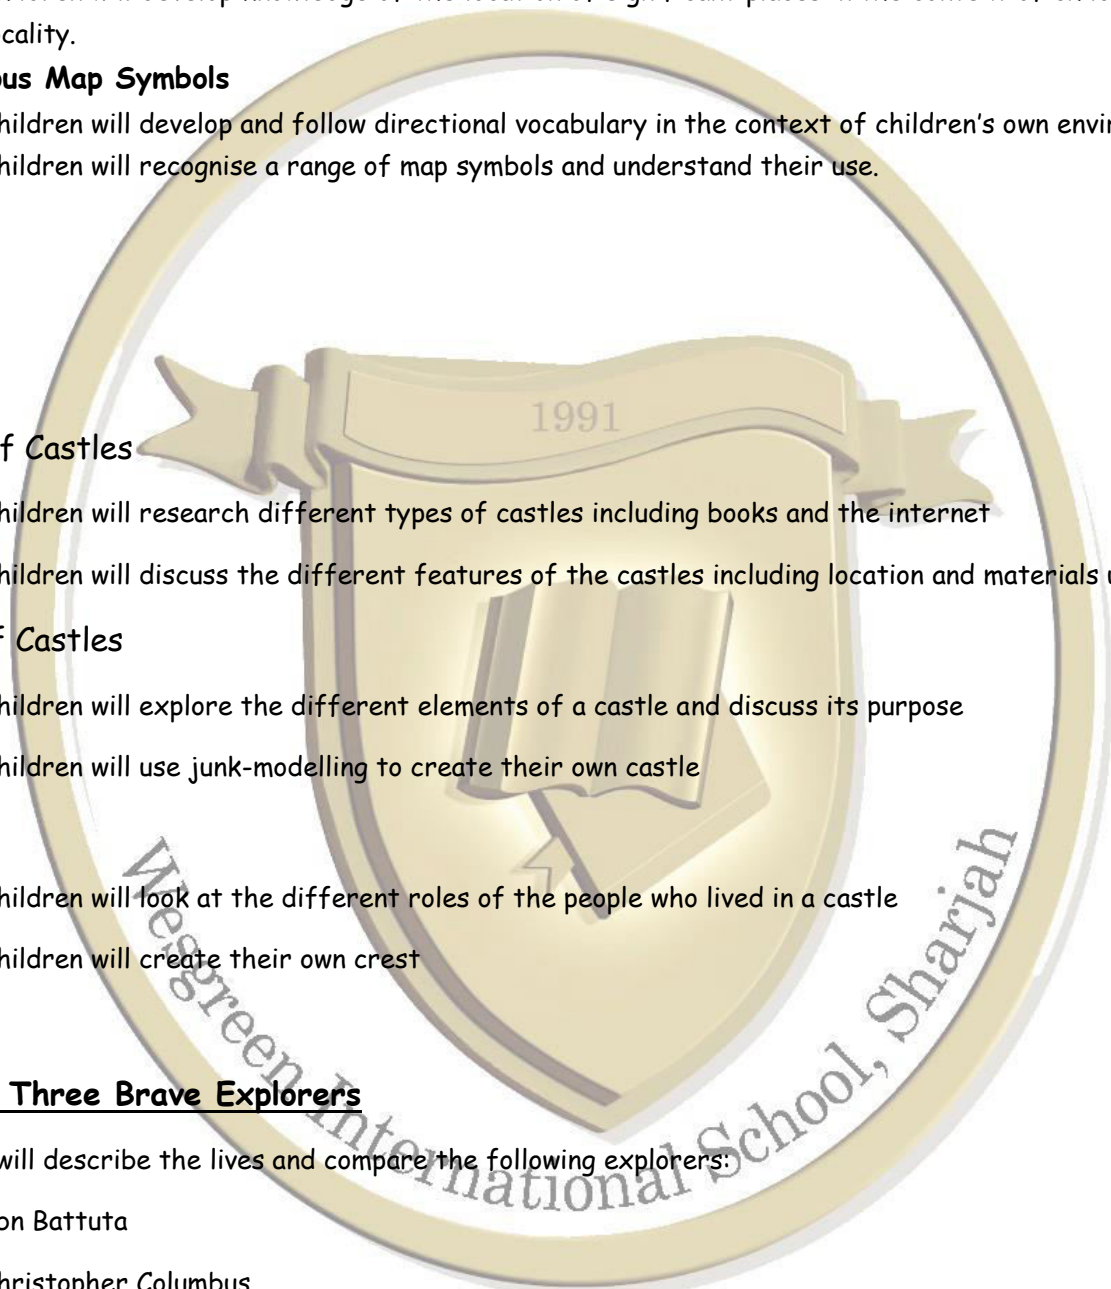 ocality.
ous Map Symbols
hildren will develop and follow directional vocabulary in the context of children's own envi
hildren will recognise a range of map symbols and understand their use.
1991
f Castles
hildren will research different types of castles including books and the internet
hildren will discuss the different features of the castles including location and materials u
f Castles
hildren will explore the different elements of a castle and discuss its purpose
hildren will use junk-modelling to create their own castle
hildren will look at the different roles of the people who lived in a castle
hildren will create their own crest
Three Brave Explorers
will describe the lives and compare the following explorers:
on Battuta
hristopher Columbus
Wesgreen International School, Sharjah